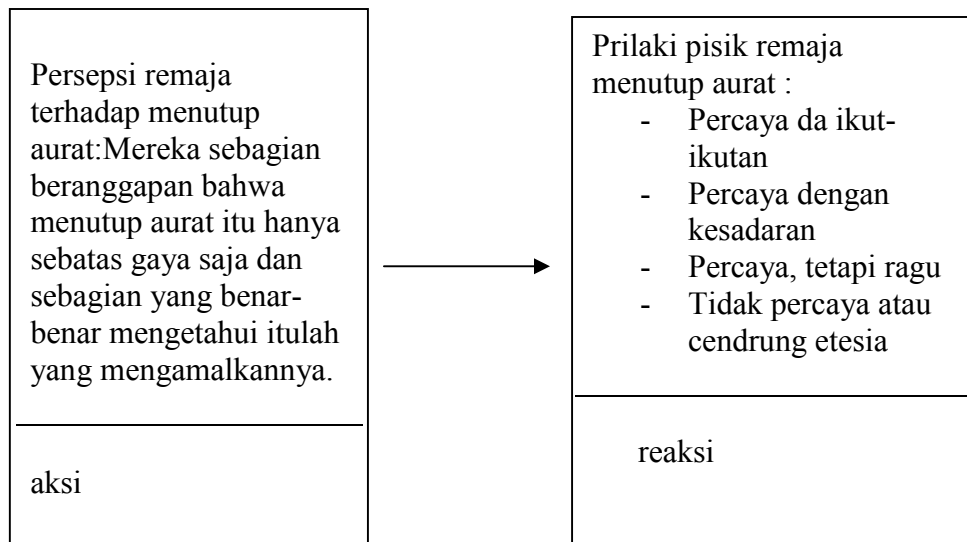 Persepsi remaja
terhadap menutup
aurat:Mereka sebagian
beranggapan bahwa
menutup aurat itu hanya
sebatas gaya saja dan
sebagian yang benar-
benar mengetahui itulah
yang mengamalkannya.
aksi
Prilaki pisik remaja
menutup aurat :
- Percaya da ikut-
ikutan
- Percaya dengan
kesadaran
- Percaya, tetapi ragu
- Tidak percaya atau
cendrung etesia
reaksi